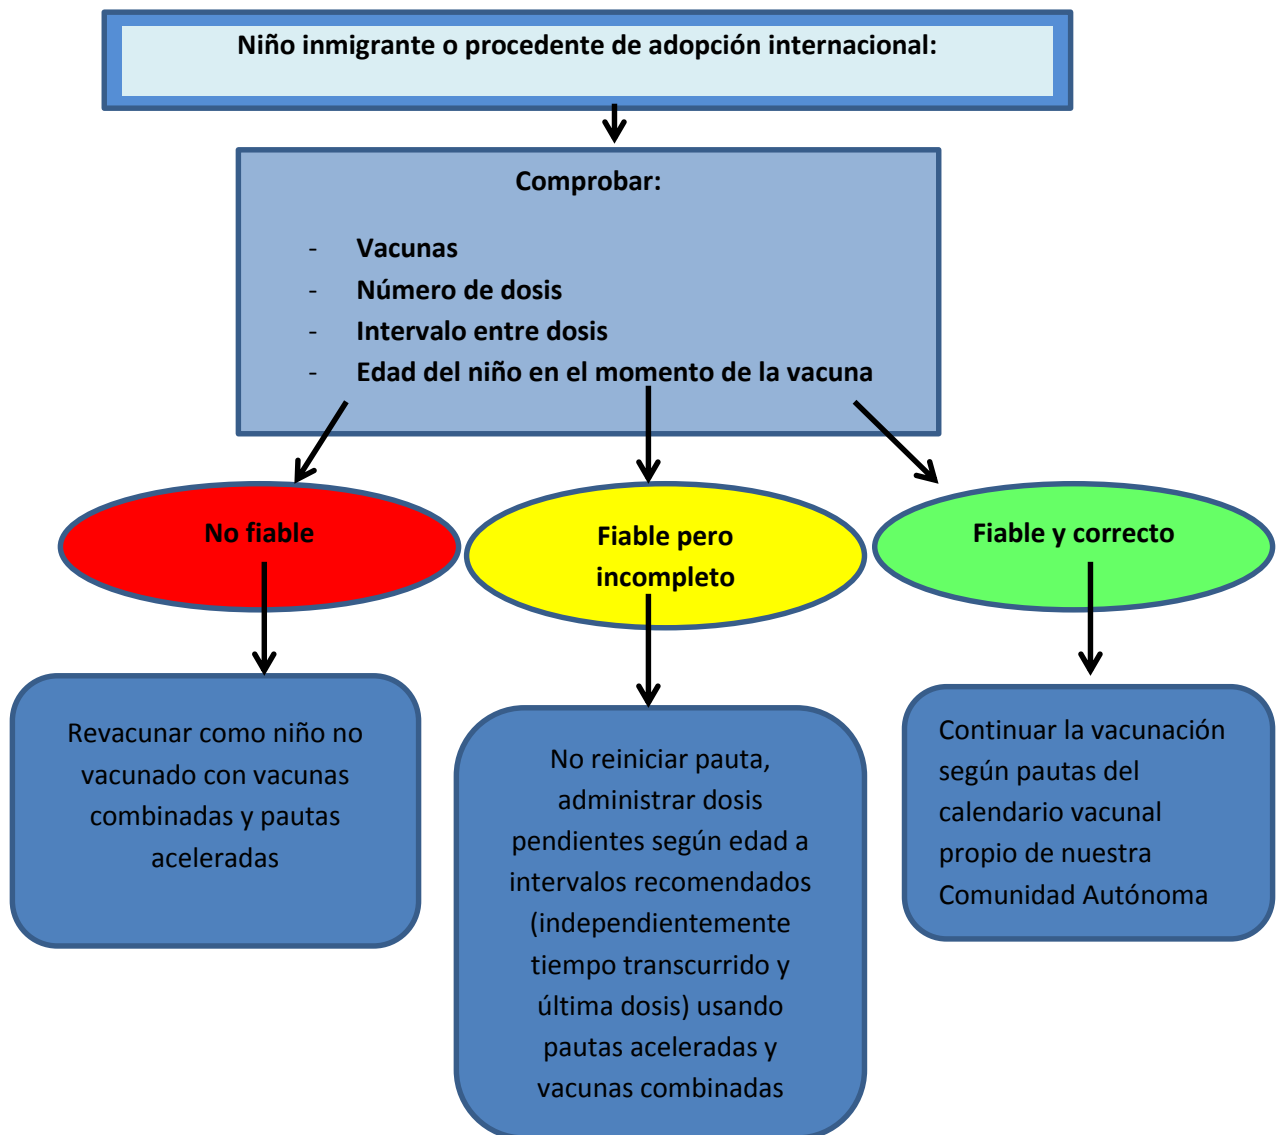 Niño inmigrante o procedente de adopción internacional:
Comprobar:
- Vacunas
- Número de dosis
- Intervalo entre dosis
- Edad del niño en el momento de la vacuna
No fiable
Fiable pero
incompleto
Fiable y correcto
Revacunar como niño no
vacunado con vacunas
combinadas y pautas
aceleradas
No reiniciar pauta,
administrar dosis
pendientes según edad a
intervalos recomendados
(independientemente
tiempo transcurrido y
última dosis) usando
pautas aceleradas y
vacunas combinadas
Continuar la vacunación
según pautas del
calendario vacunal
propio de nuestra
Comunidad Autónoma